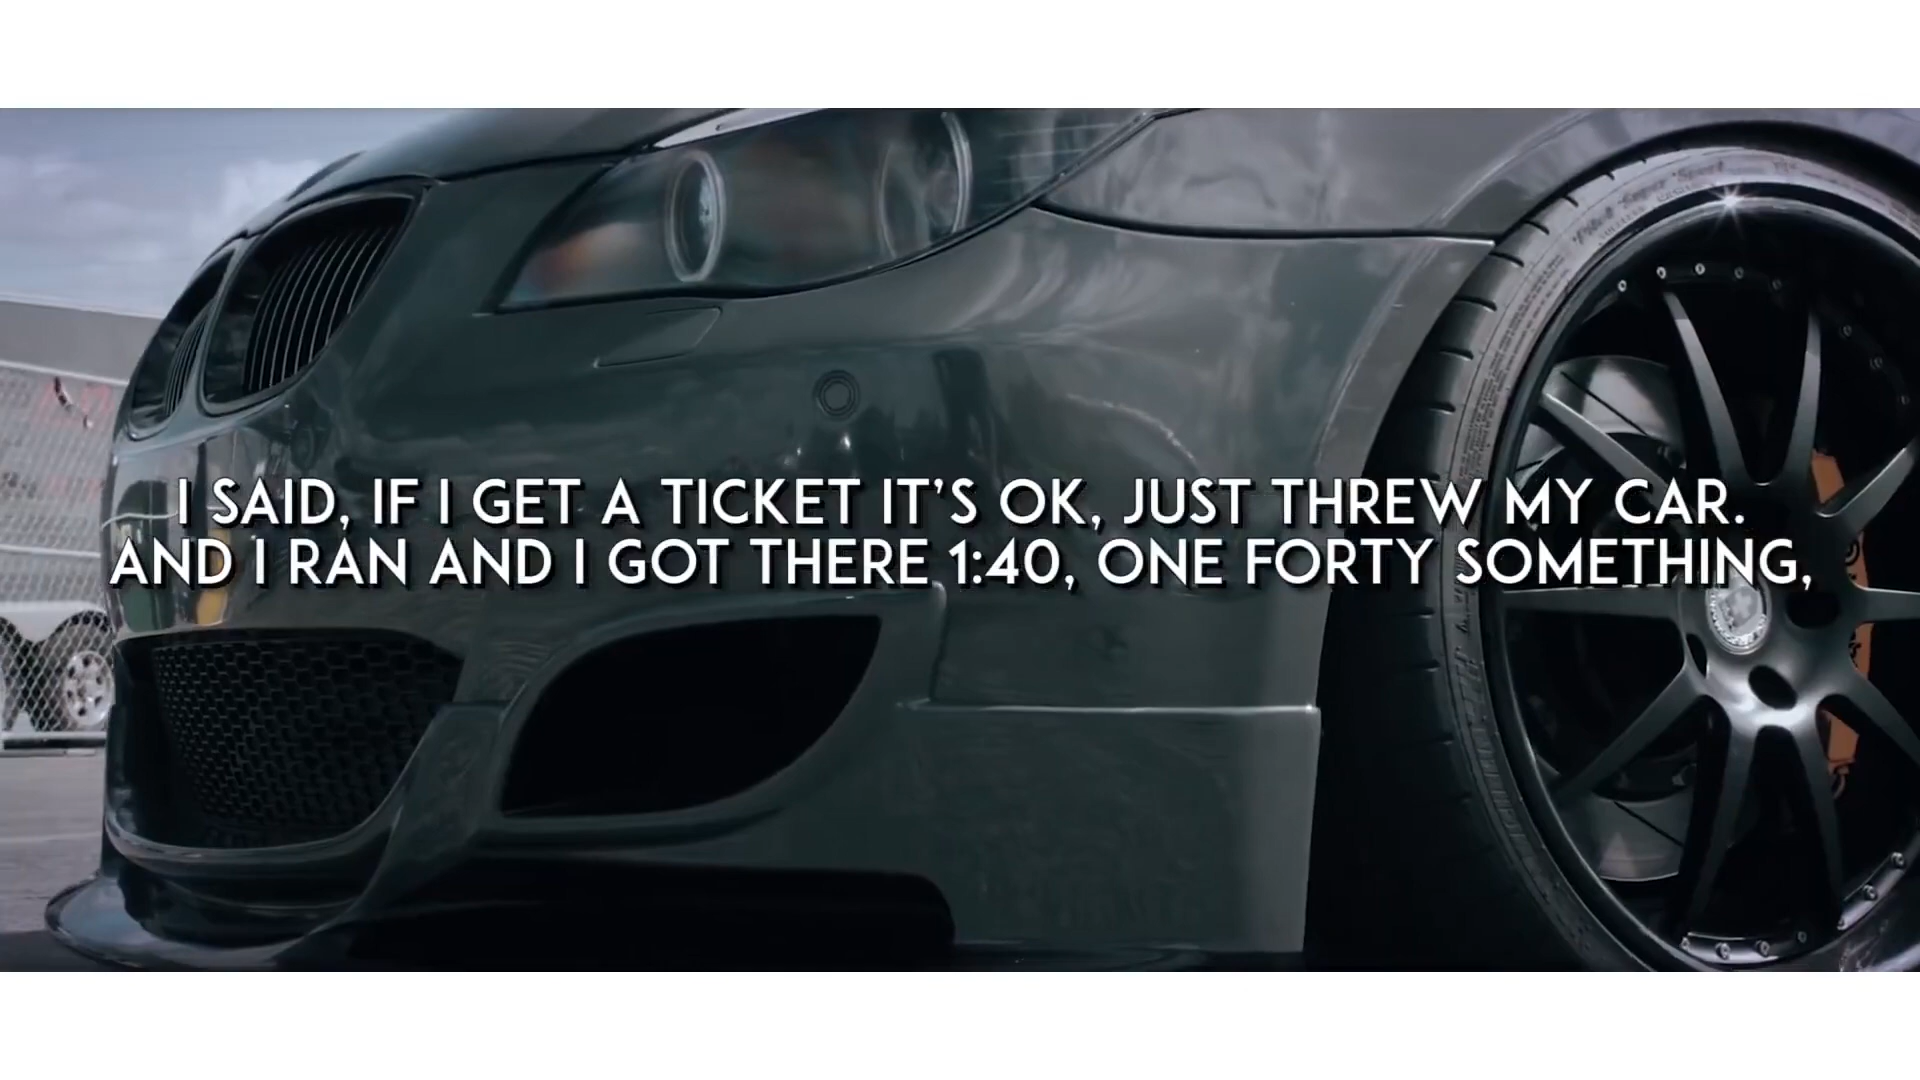 I SAID, IF I GET A TICKET IT'S OK, JUST THREW MY CAR.
AND I RAN AND I GOT THERE 1:40, ONE FORTY SOMETHING,